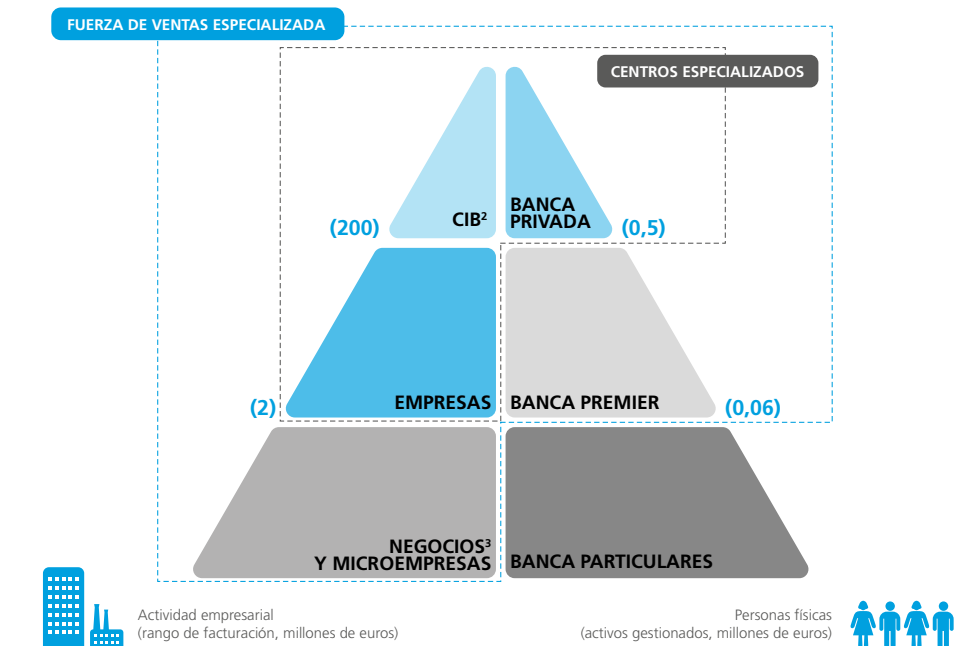 FUERZA DE VENTAS ESPECIALIZADA
CENTROS ESPECIALIZADOS
CIB²
BANCA
PRIVADA
(200)
(0,5)
EMPRESAS
BANCA PREMIER
(2)
(0,06)
NEGOCIOS³
Y MICROEMPRESAS
BANCA PARTICULARES
Actividad empresarial
(rango de facturación, millones de euros)
Personas físicas
(activos gestionados, millones de euros)